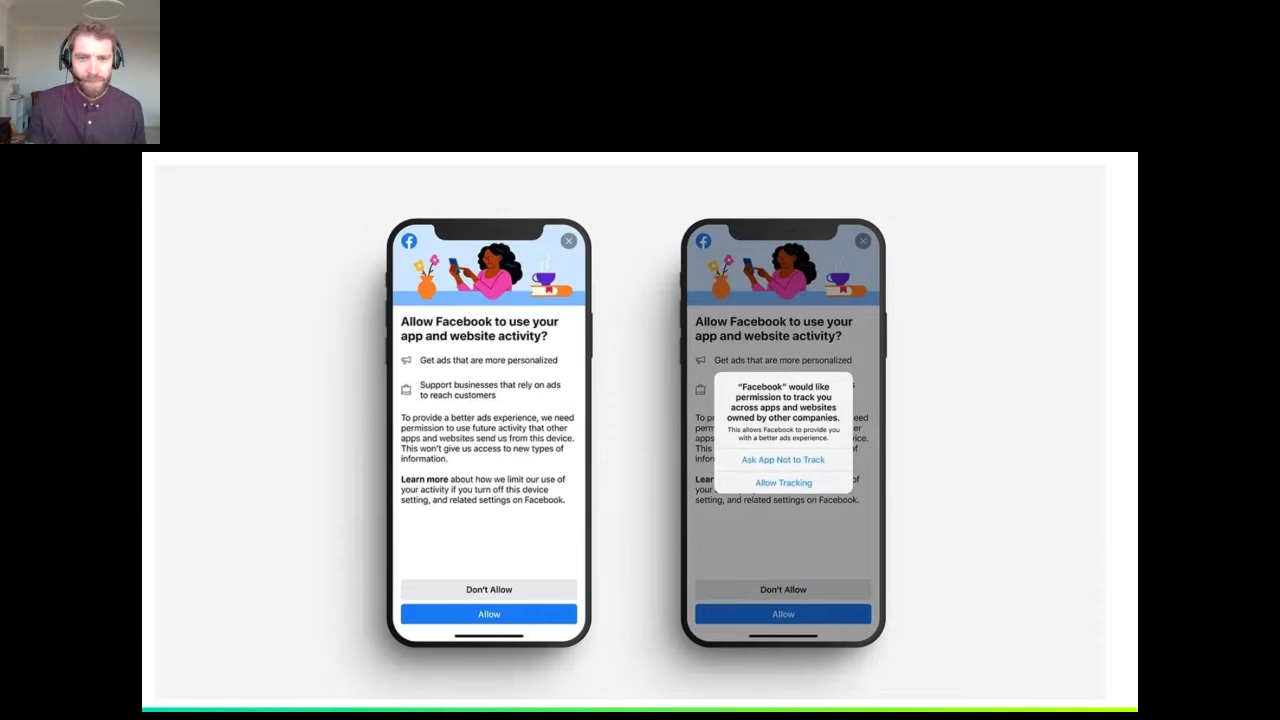 Allow Facebook to use your
app and website activity?
Get ads that are more personalized
Support businesses that rely on ads
to reach customers
To provide a better ads experience, we need
permission to use future activity that other
apps and websites send us from this device.
This won't give us access to new types of
information.
Learn more about how we limit our use of
your activity if you turn off this device
setting, and related settings on Facebook.
Don't Allow
Allow
Allow Facebook to use your
app and website activity?
Get ads that are more personalized
"Facebook" would like
permission to track you
across apps and websites
owned by other companies.
This allows Facebook to provide you
with a better ads experience.
Ask App Not to Track
Allow Tracking
setting, and related settings on Facebook.
Don't Allow
Allow